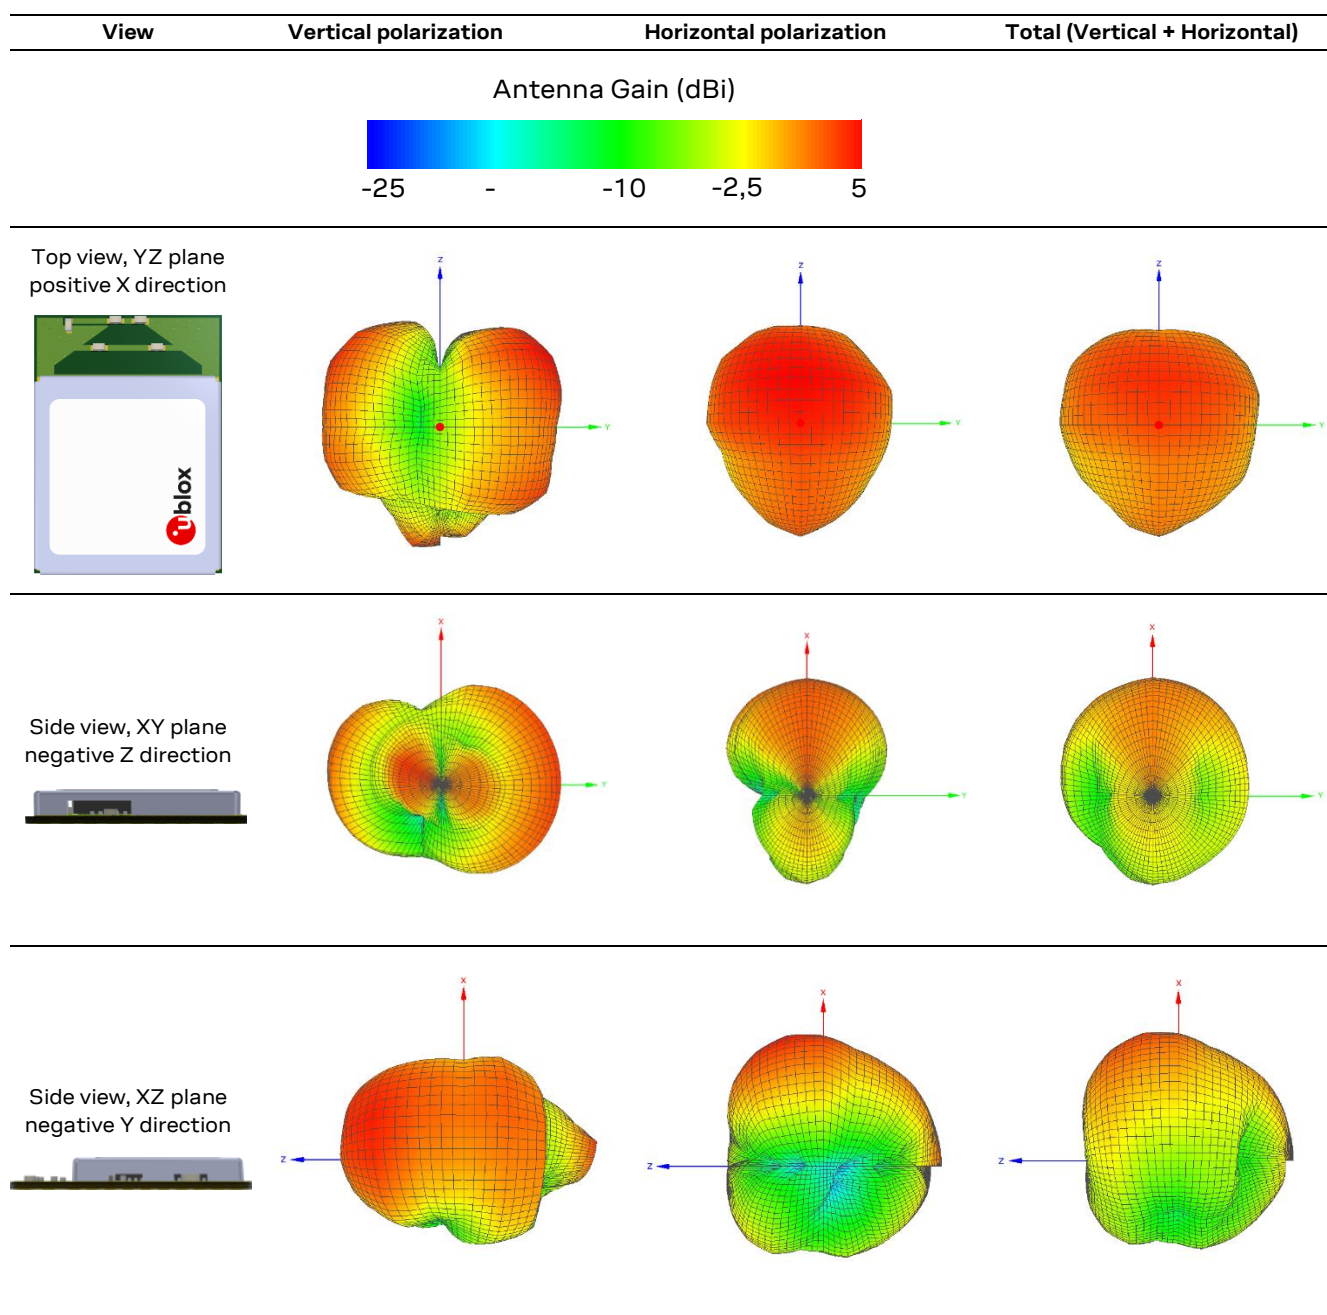 View Vertical polarization Horizontal polarization Total (Vertical + Horizontal)
Antenna Gain (dBi)
-25 - -10 -2,5 5
Top view, YZ plane
positive X direction
ublox
Z
Y
Z
Y
Z
Y
Side view, XY plane
negative Z direction
X
Y
X
Y
X
Y
Side view, XZ plane
negative Y direction
X
Z
X
Z
X
Z